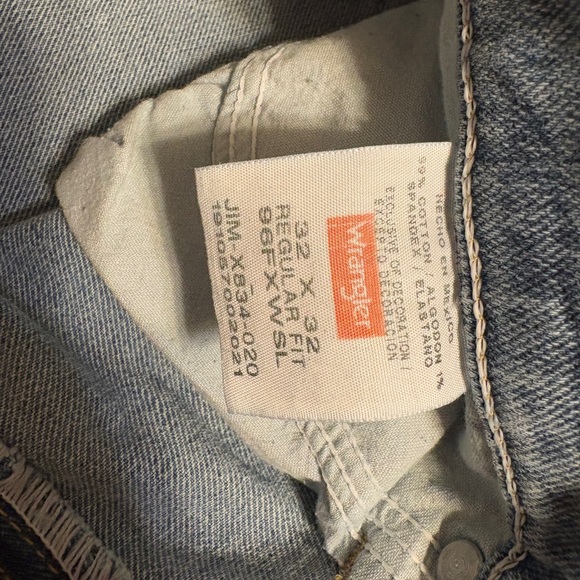 HECHO EN MEXICO
99% COTTON / ALGODON 1%
SPANDEX / ELASTANO
EXCLUSIVE OF DECORATION /
EXCEPTO DECORACION
Wrangler
32 X 32
REGULAR FIT
96FXWSL
JIM X834-020
191057002021